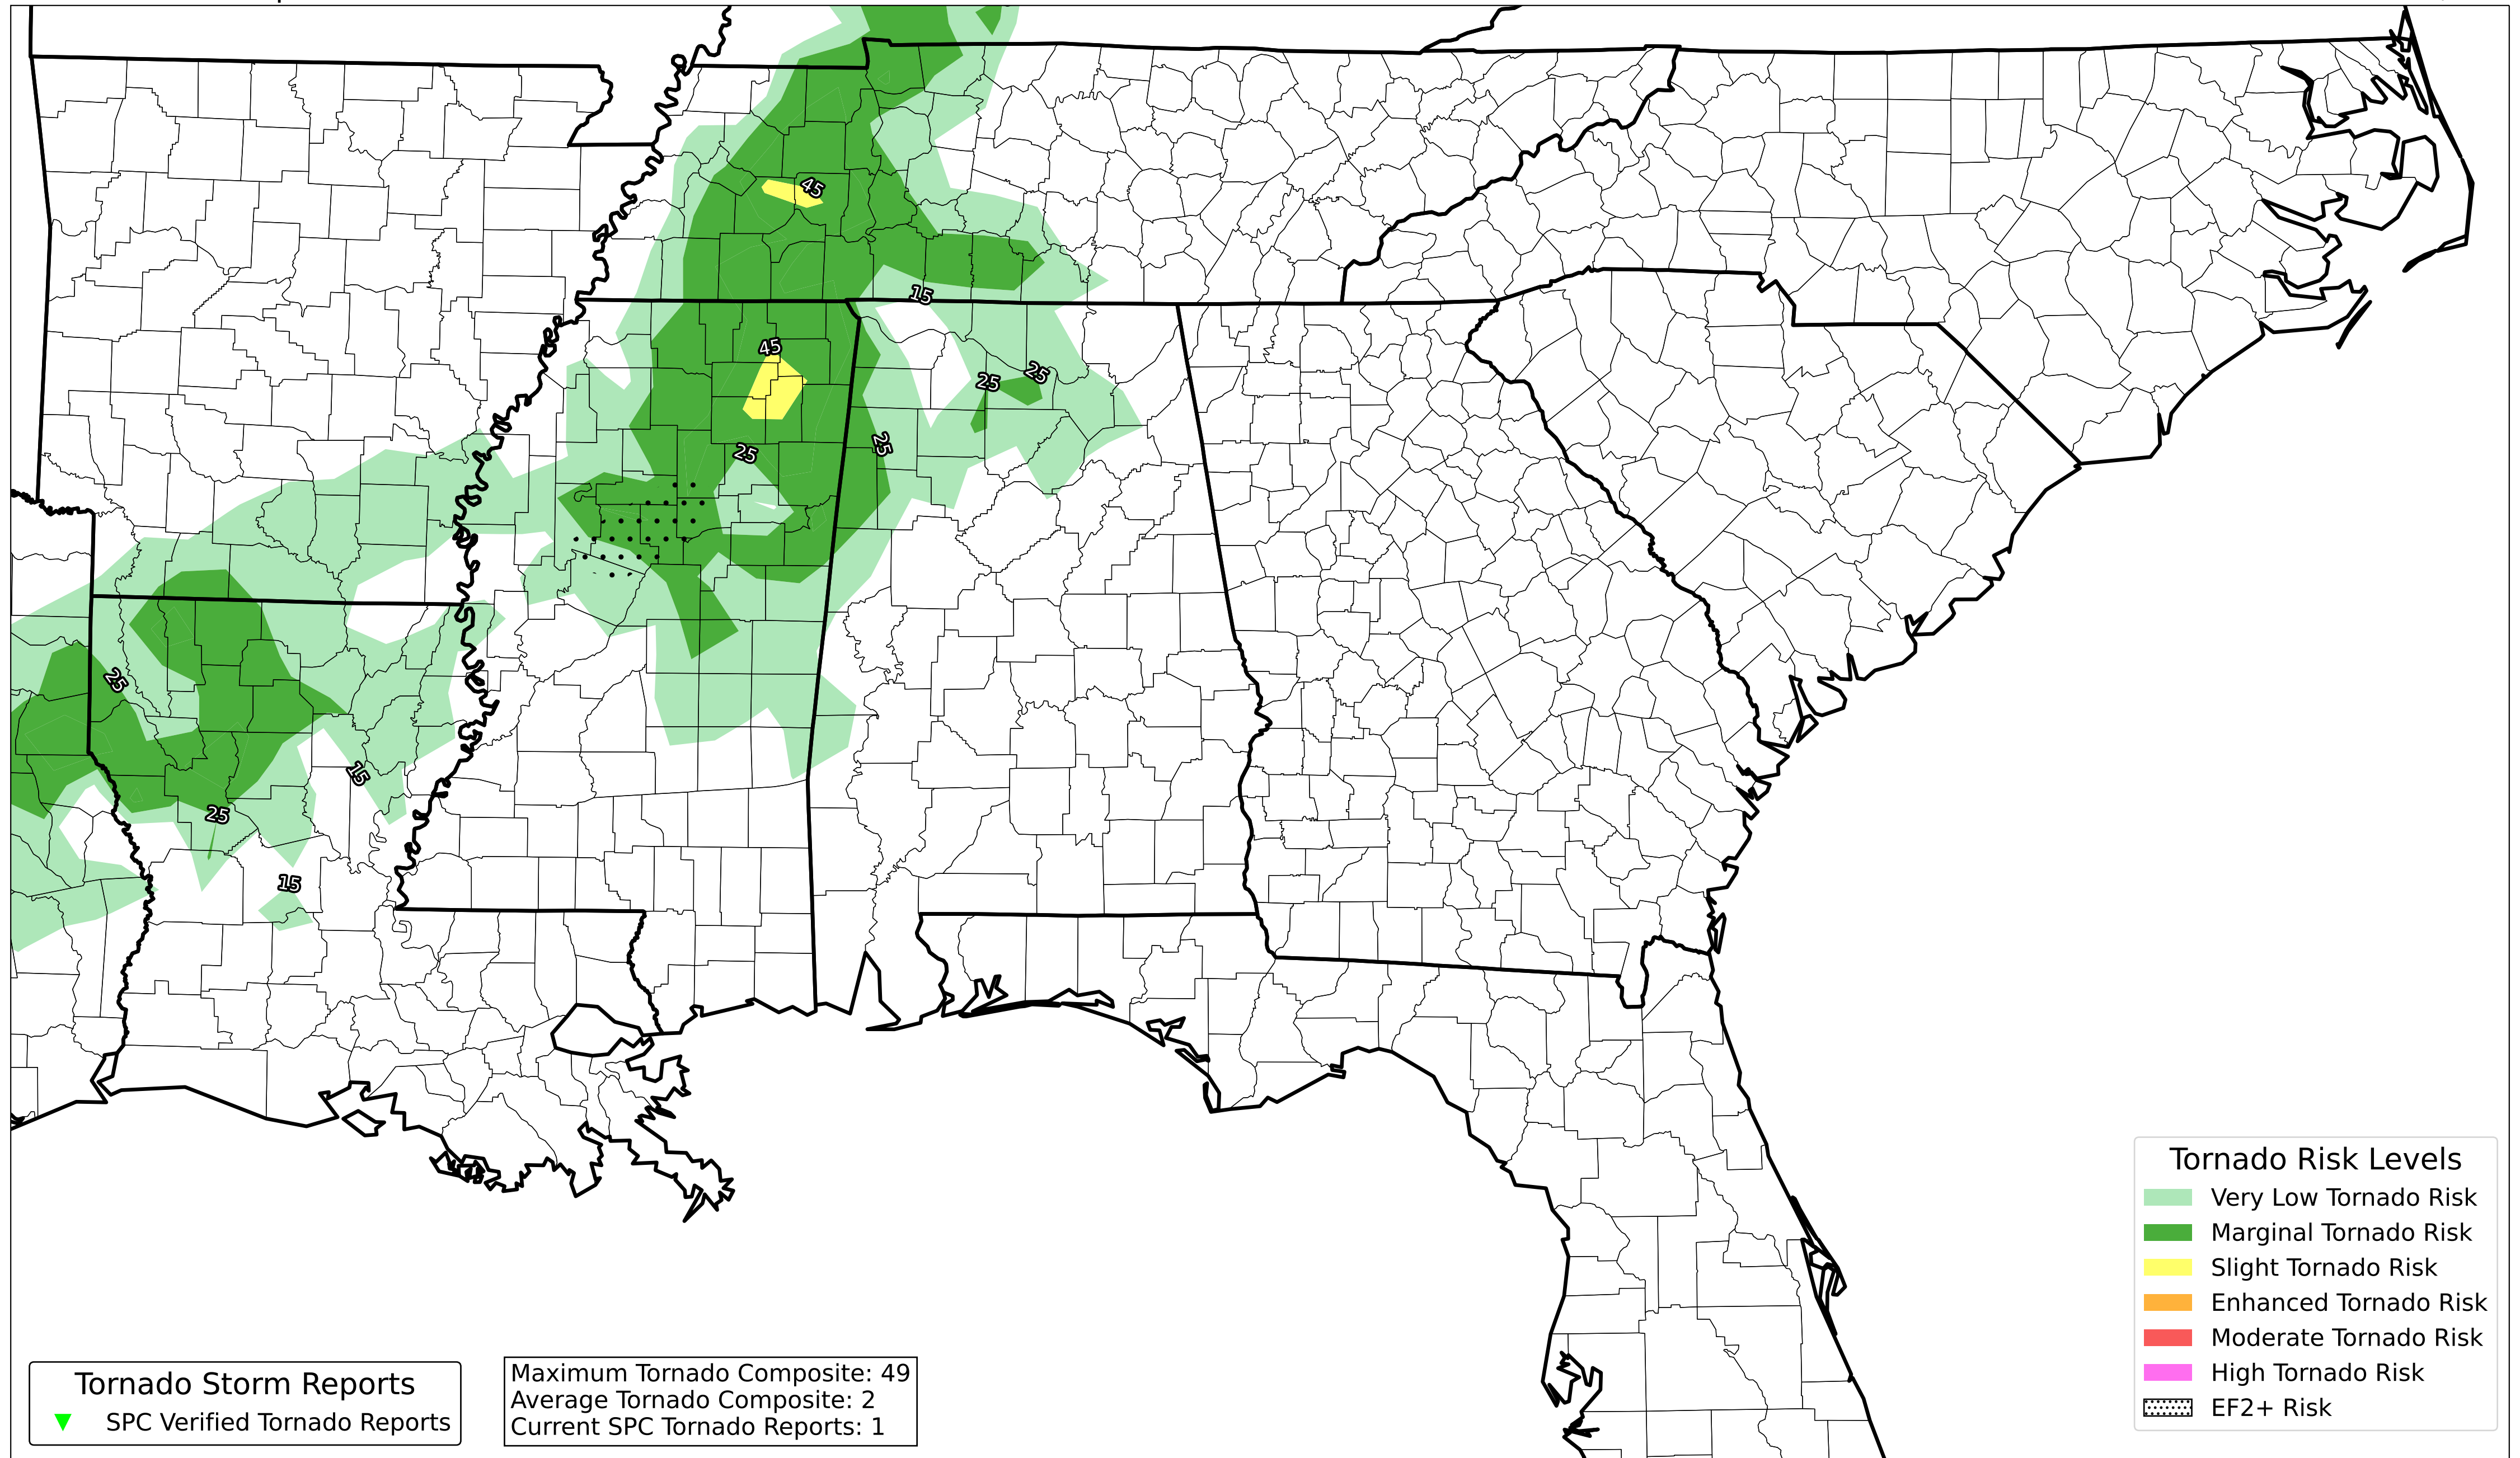 45
15
45
25
25
25
25
25
15
25
15
Tornado Risk Levels
Very Low Tornado Risk
Marginal Tornado Risk
Slight Tornado Risk
Enhanced Tornado Risk
Moderate Tornado Risk
High Tornado Risk
EF2+ Risk
Tornado Storm Reports
SPC Verified Tornado Reports
Maximum Tornado Composite: 49
Average Tornado Composite: 2
Current SPC Tornado Reports: 1